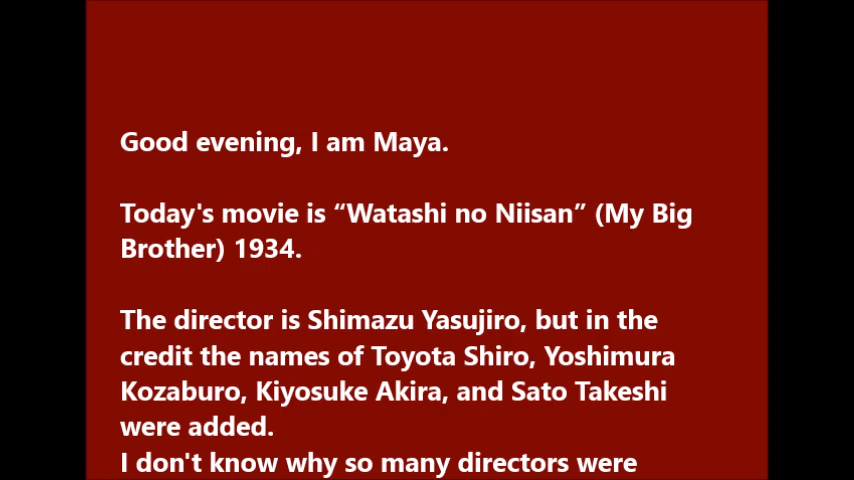 Good evening, I am Maya.
Today's movie is “Watashi no Niisan” (My Big
Brother) 1934.
The director is Shimazu Yasujiro, but in the
credit the names of Toyota Shiro, Yoshimura
Kozaburo, Kiyosuke Akira, and Sato Takeshi
were added.
I don't know why so many directors were